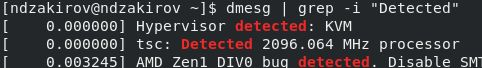 [ndzakirov@ndzakirov ~]$ dmesg | grep -i "Detected"
[    0.000000] Hypervisor detected: KVM
[    0.000000] tsc: Detected 2096.064 MHz processor
[    0.003245] AMD Zen1 DIV0 bug detected. Disable SMT